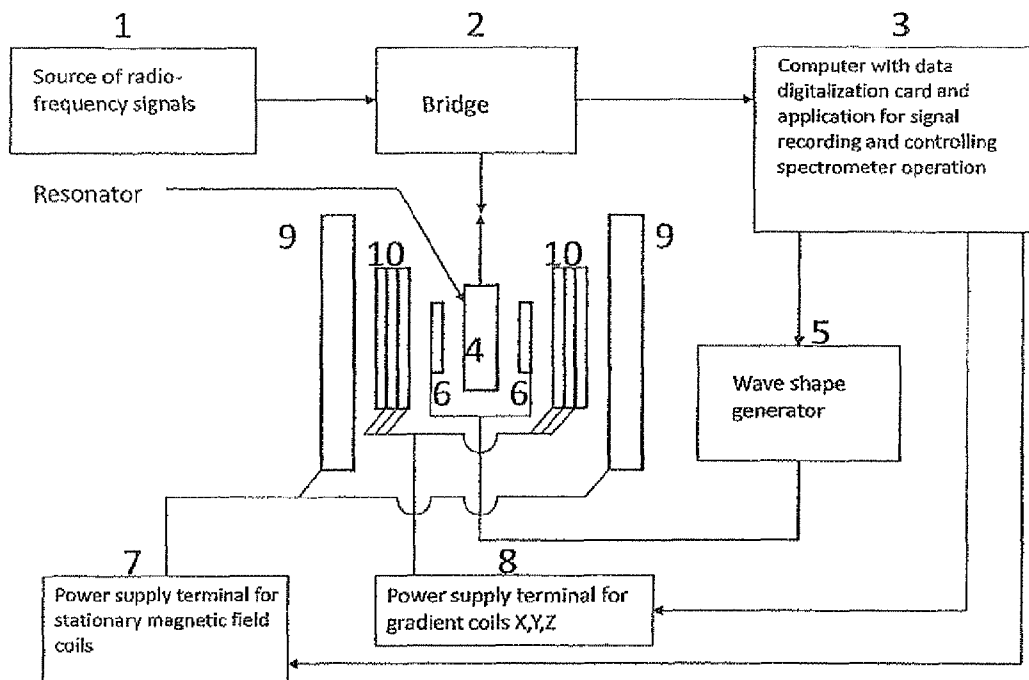 1
2
3
Source of radio-
frequency signals
Bridge
Computer with data
digitalization card and
application for signal
recording and controlling
spectrometer operation
Resonator
9
9
10
10
4
5
6
6
Wave shape
generator
7
8
Power supply terminal for
stationary magnetic field
coils
Power supply terminal for
gradient coils X,Y,Z